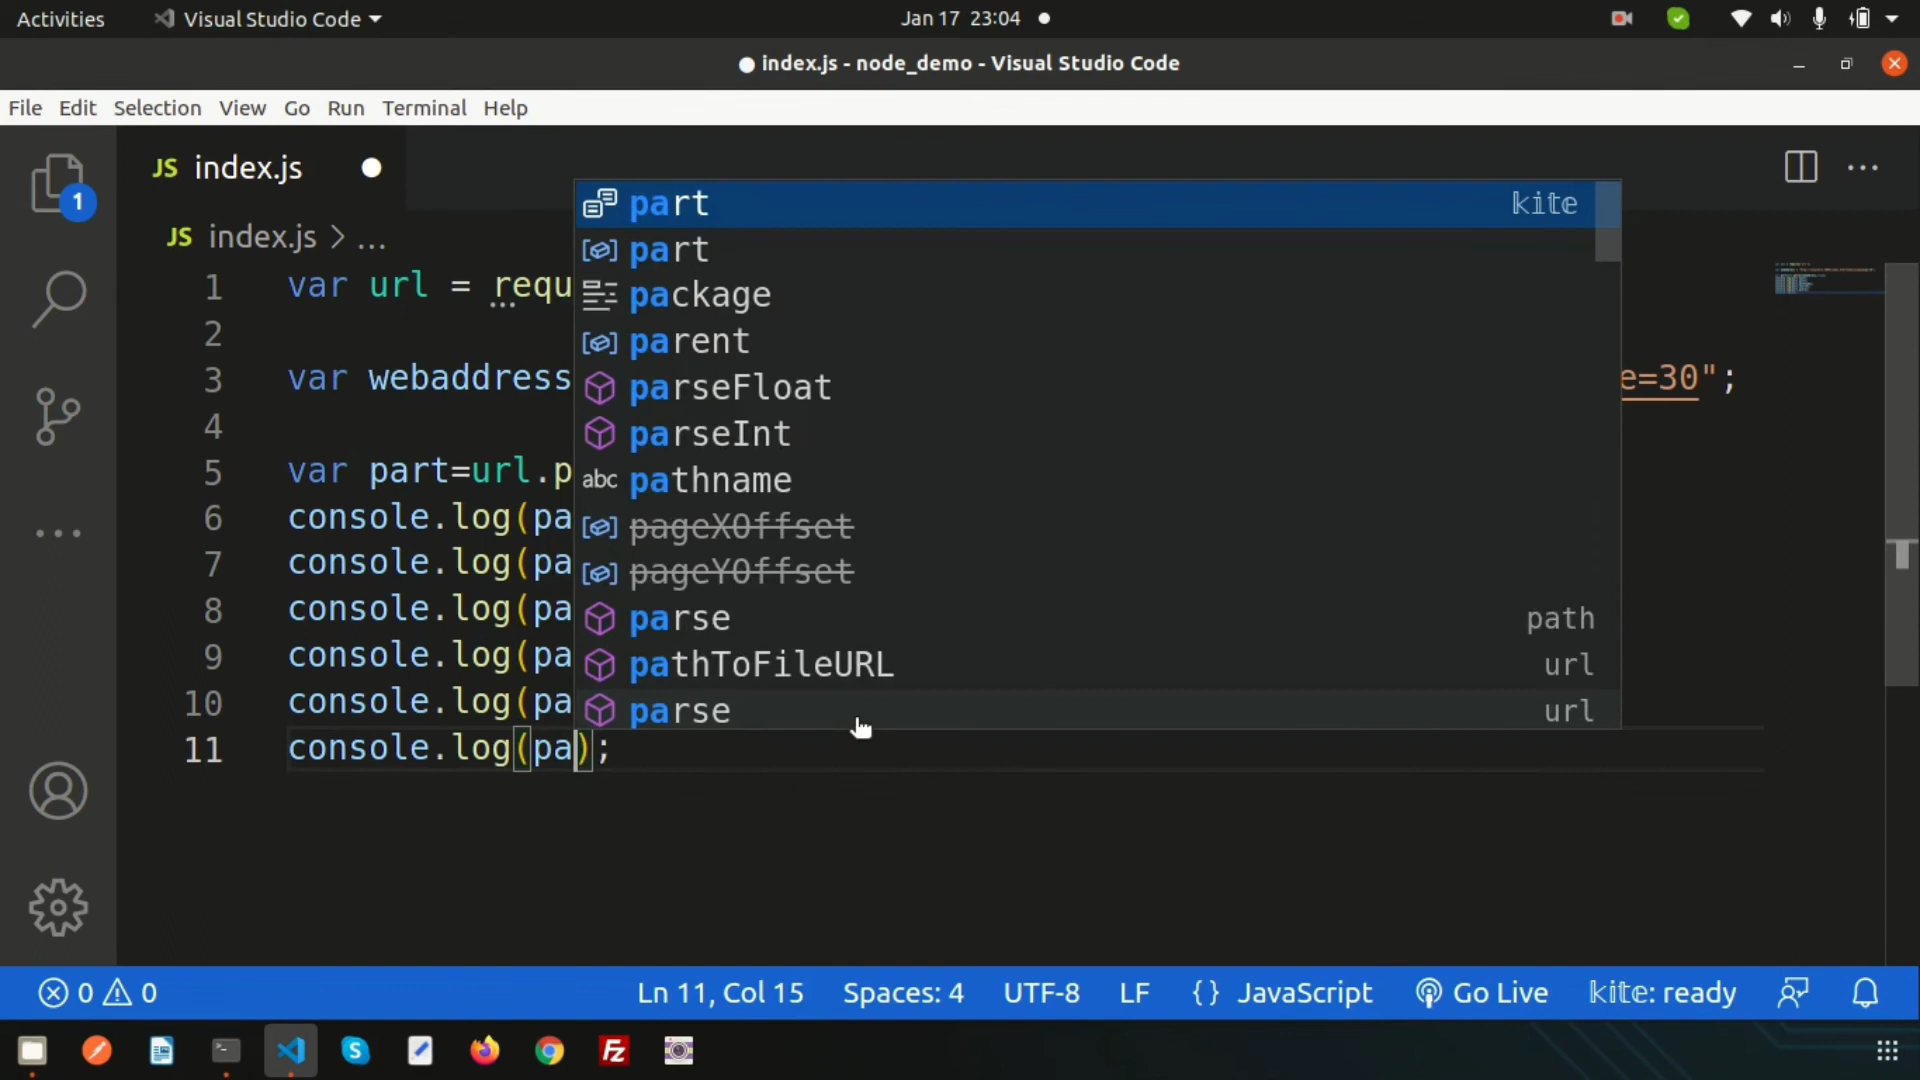 Activities Visual Studio Code Jan 17 23:04
index.js - node_demo - Visual Studio Code
File Edit Selection View Go Run Terminal Help
1
JS index.js
JS index.js > ...
1 var url = requ
2
3 var webaddress e=30";
4
5 var part=url.p
6 console.log(pa
7 console.log(pa
8 console.log(pa
9 console.log(pa
10 console.log(pa
11 console.log(pa);
part kite
part
package
parent
parseFloat
parseInt
abc pathname
pageXOffset
pageYOffset
parse path
pathToFileURL url
parse url
0 0 Ln 11, Col 15 Spaces: 4 UTF-8 LF {} JavaScript Go Live kite: ready